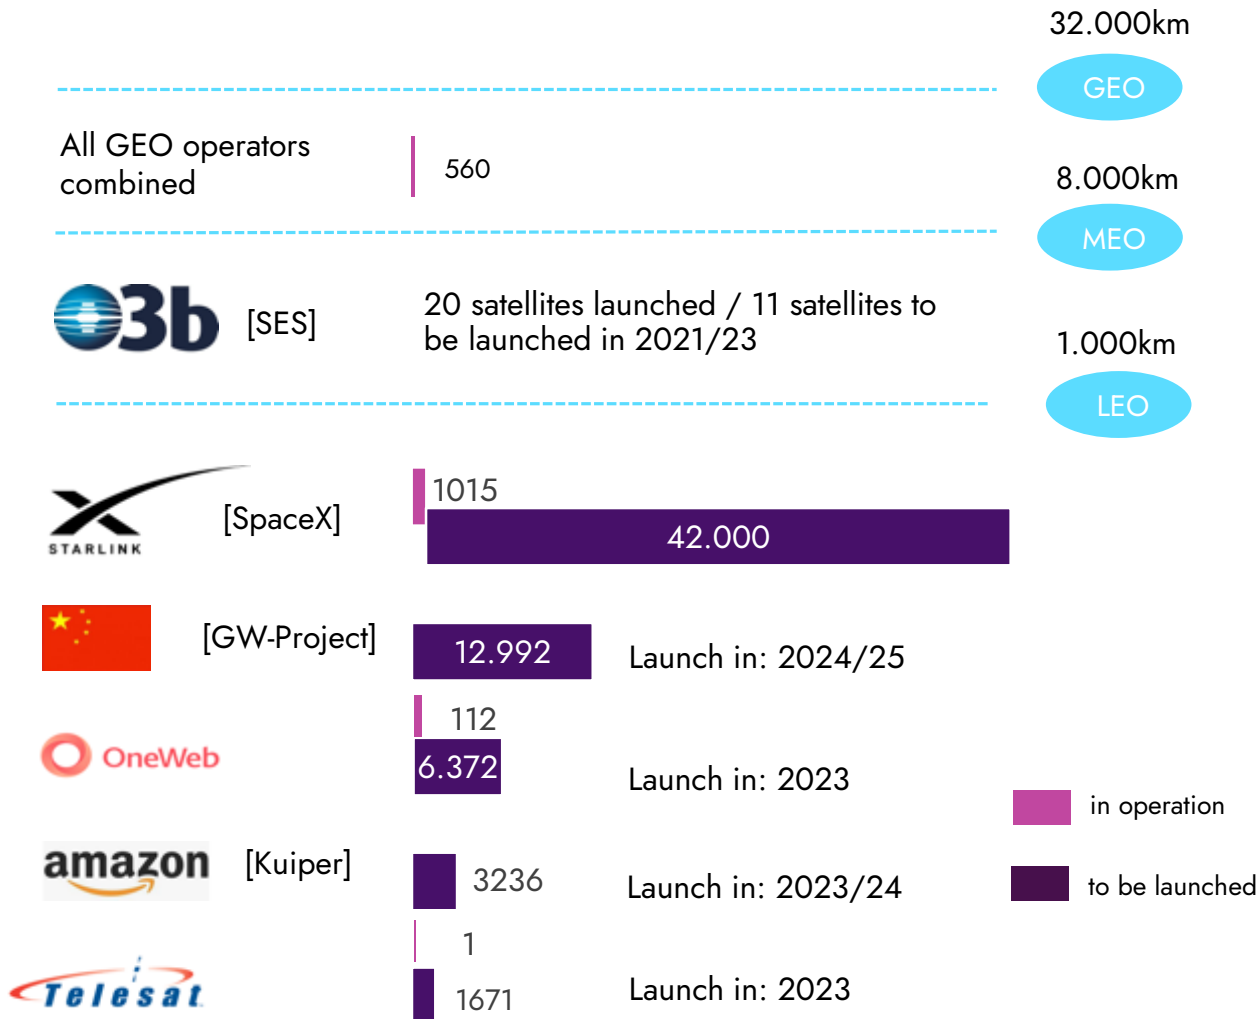 32.000km
GEO
All GEO operators
combined
560
8.000km
MEO
O3b [SES]
20 satellites launched / 11 satellites to
be launched in 2021/23
1.000km
LEO
STARLINK
[SpaceX]
1015
42.000
[GW-Project]
12.992
Launch in: 2024/25
112
OneWeb
6.372
Launch in: 2023
in operation
amazon
[Kuiper]
3236
Launch in: 2023/24
to be launched
1
Telesat
1671
Launch in: 2023